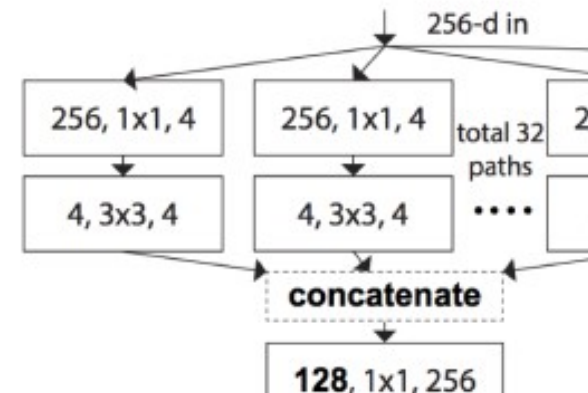 256-d in
256, 1x1, 4
256, 1x1, 4
total 32
paths
2
4, 3x3, 4
4, 3x3, 4
....
concatenate
128, 1x1, 256